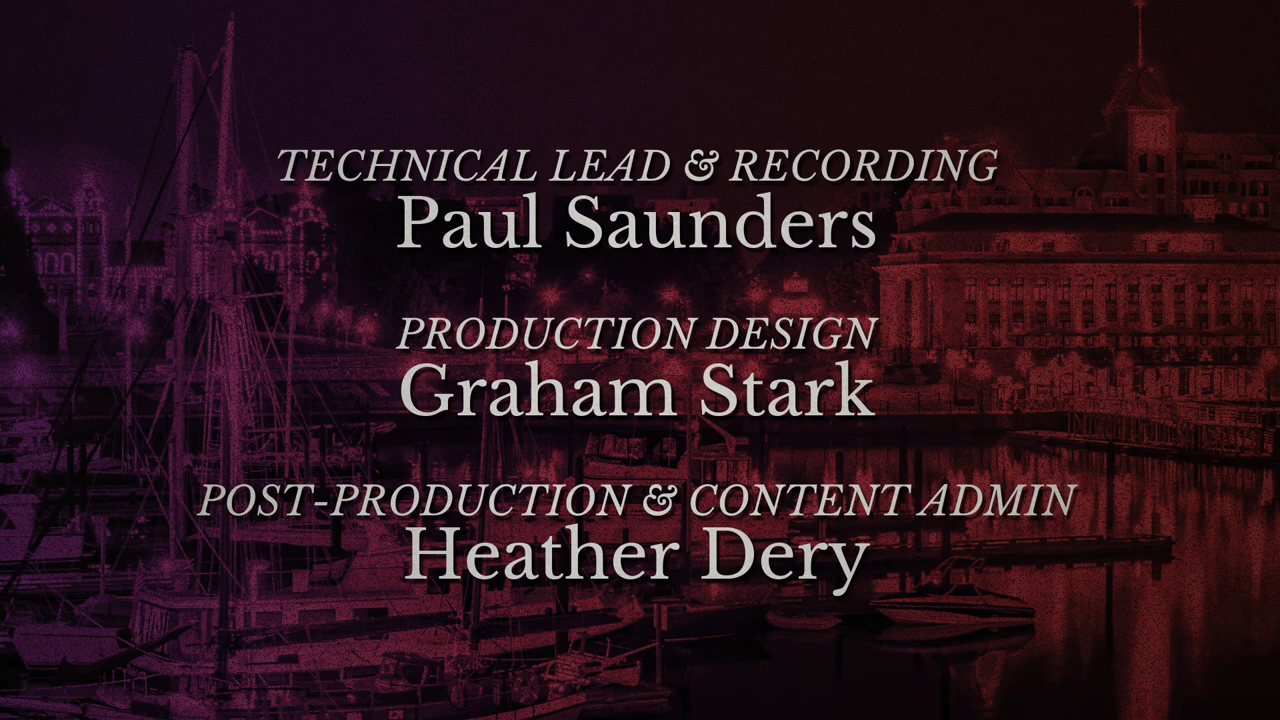 TECHNICAL LEAD & RECORDING
Paul Saunders
PRODUCTION DESIGN
Graham Stark
POST-PRODUCTION & CONTENT ADMIN
Heather Dery